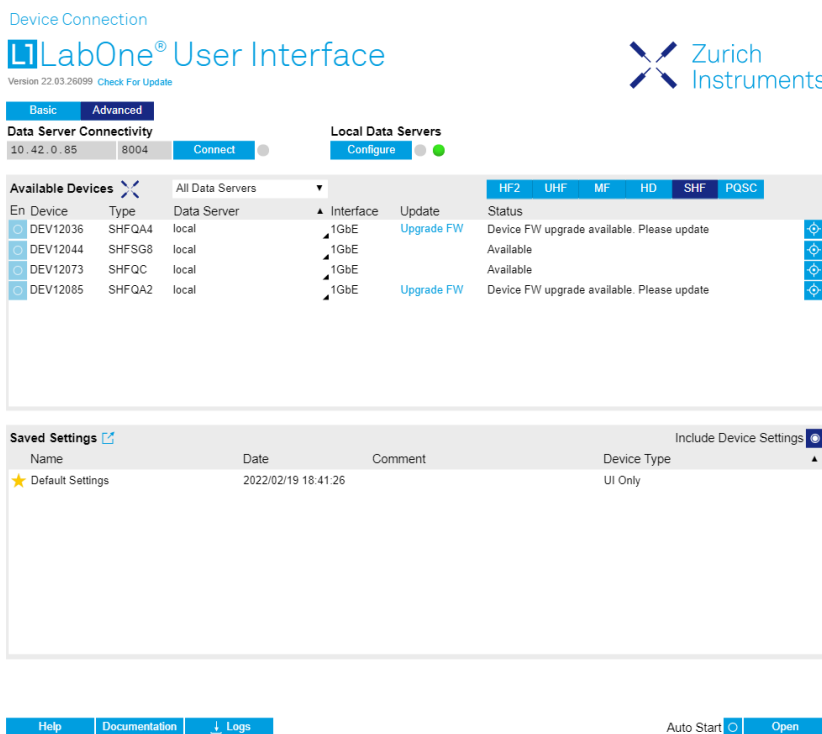 Device Connection
L1 LabOne® User Interface
Zurich Instruments
Version 22.03.26099 Check For Update
Basic Advanced
Data Server Connectivity Local Data Servers
10.42.0.85 8004 Connect Configure
Available Devices All Data Servers HF2 UHF MF HD SHF PQSC
En Device Type Data Server Interface Update Status
DEV12036 SHFQA4 local 1GbE Upgrade FW Device FW upgrade available. Please update
DEV12044 SHFSG8 local 1GbE Available
DEV12073 SHFQC local 1GbE Available
DEV12085 SHFQA2 local 1GbE Upgrade FW Device FW upgrade available. Please update
Saved Settings Include Device Settings
Name Date Comment Device Type
Default Settings 2022/02/19 18:41:26 UI Only
Help Documentation Logs Auto Start Open